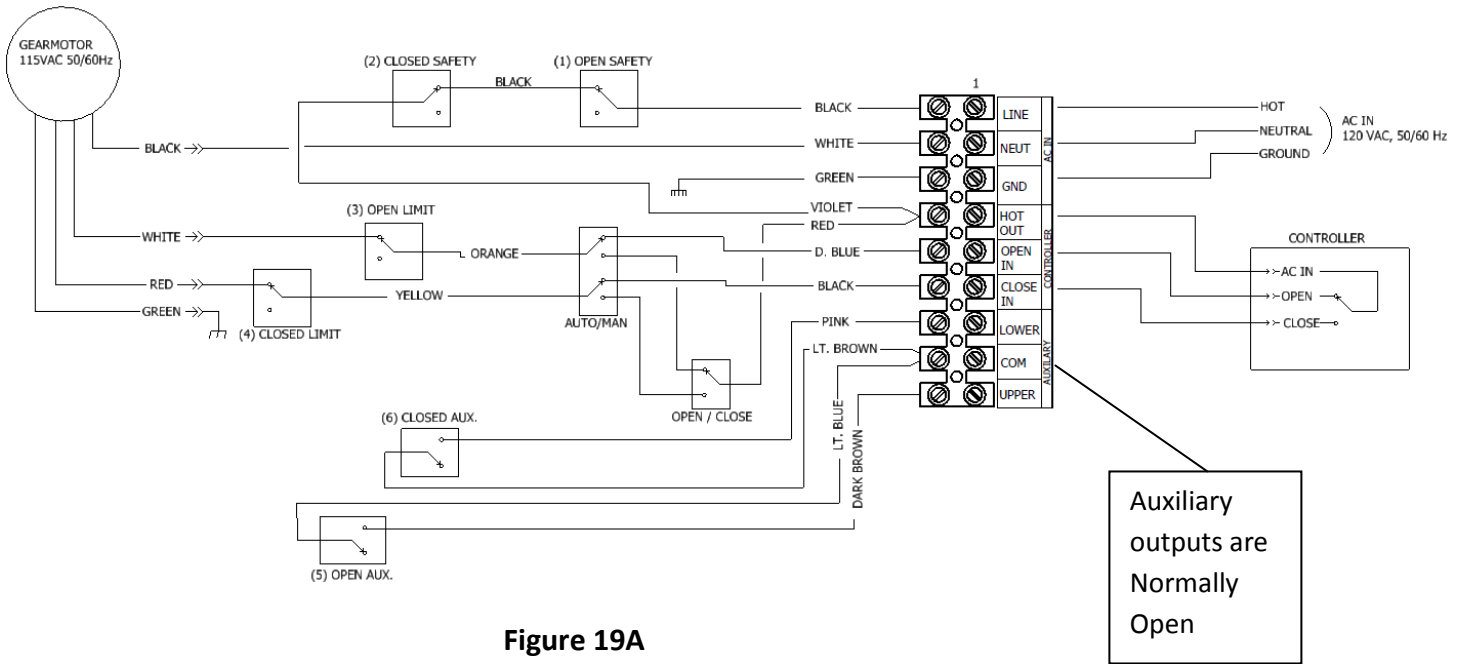 GEARMOTOR
115VAC 50/60Hz
(2) CLOSED SAFETY
(1) OPEN SAFETY
BLACK
1
BLACK
LINE
HOT
WHITE
NEUT
NEUTRAL
GREEN
GND
GROUND
AC IN
AC IN
120 VAC, 50/60 Hz
BLACK
VIOLET
RED
HOT
OUT
(3) OPEN LIMIT
WHITE
ORANGE
D. BLUE
OPEN
IN
CONTROLLER
CONTROLLER
AC IN
OPEN
CLOSE
RED
YELLOW
BLACK
CLOSE
IN
GREEN
(4) CLOSED LIMIT
AUTO/MAN
PINK
LOWER
LT. BROWN
COM
AUXILARY
UPPER
OPEN / CLOSE
(6) CLOSED AUX.
LT. BLUE
DARK BROWN
(5) OPEN AUX.
Auxiliary
outputs are
Normally
Open
Figure 19A